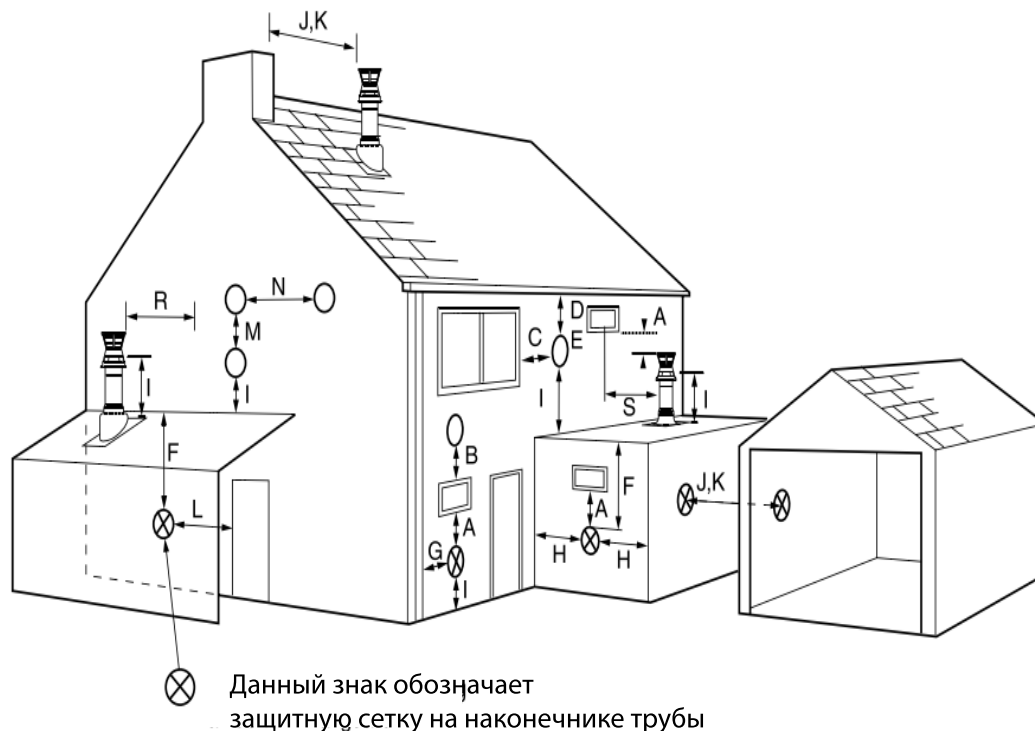 J,K
N
R
D
A
M
C
E
I
I
I
S
I
F
B
F
J,K
L
A
A
G
H
H
I
Данный знак обозначает
защитную сетку на наконечнике трубы